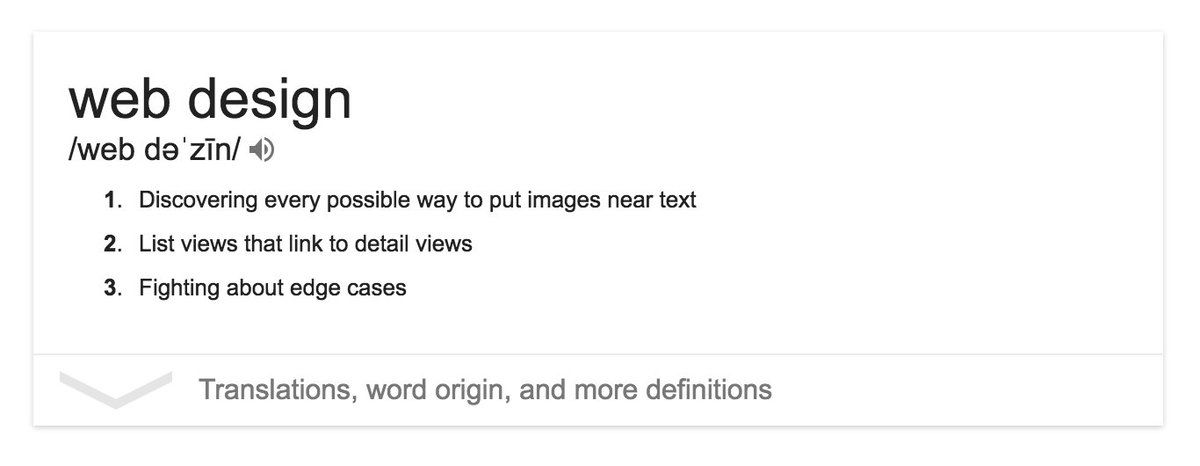 web design
/web dəˈzīn/
1. Discovering every possible way to put images near text
2. List views that link to detail views
3. Fighting about edge cases
Translations, word origin, and more definitions